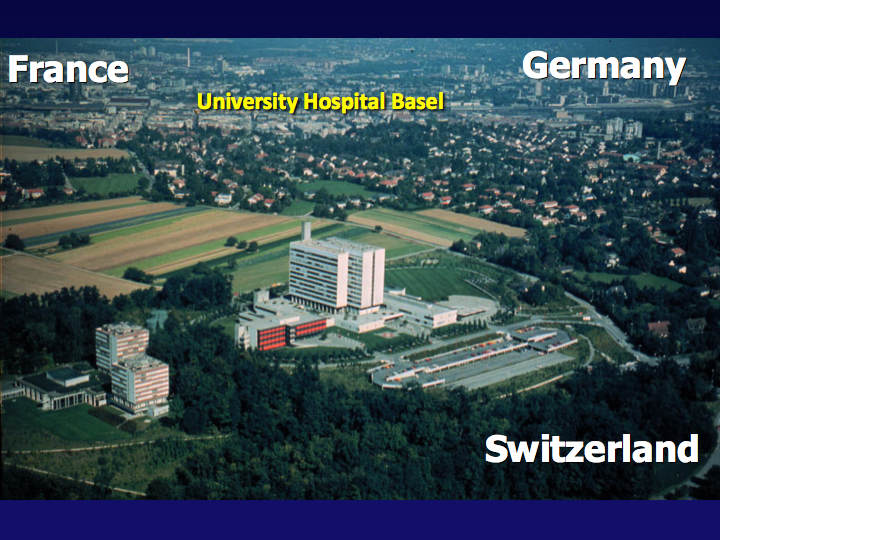 France
Germany
University Hospital Basel
Switzerland